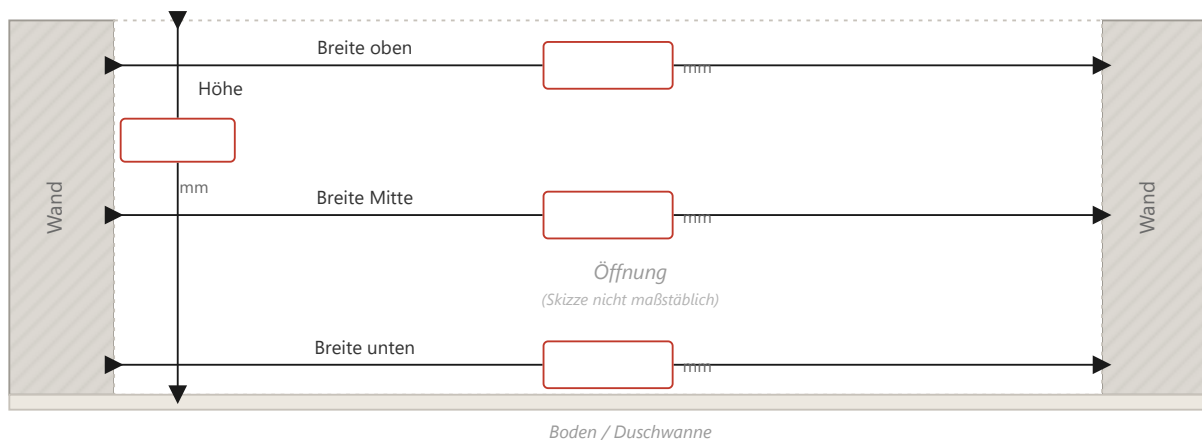 Breite oben
mm
Höhe
mm
Wand
Wand
Breite Mitte
mm
Öffnung
(Skizze nicht maßstäblich)
Breite unten
mm
Boden / Duschwanne